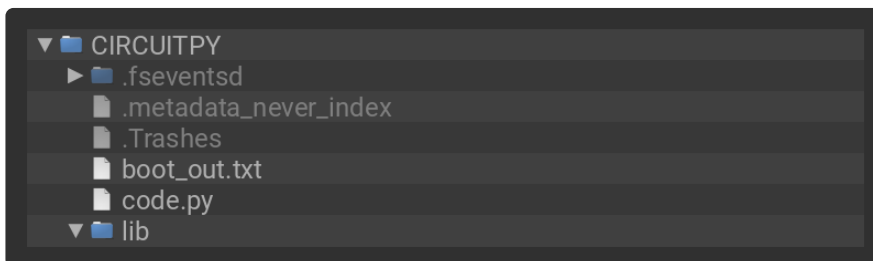 CIRCUITPY
.fseventsd
.metadata_never_index
.Trashes
boot_out.txt
code.py
lib